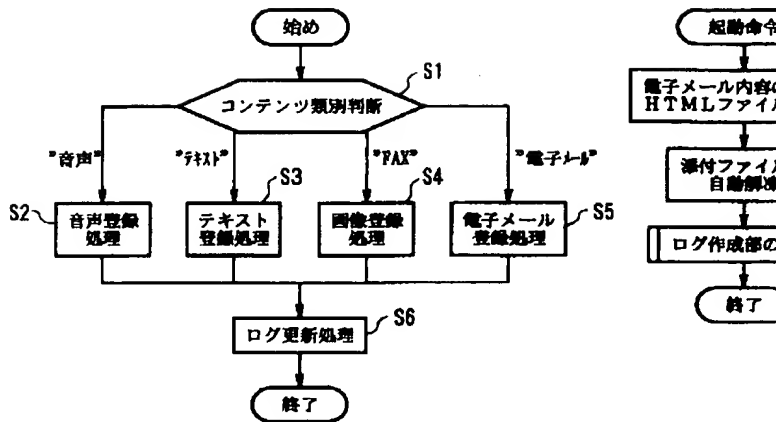 始め
S1
コンテンツ類別判断
"音声"
"テキスト"
"FAX"
"電子メール"
S2
音声登録
処理
S3
テキスト
登録処理
S4
画像登録
処理
電子メール
登録処理
S5
ログ更新処理
S6
終了
起動命令
電子メール内容の
HTMLファイル
添付ファイル
自動解凍
ログ作成部の
終了